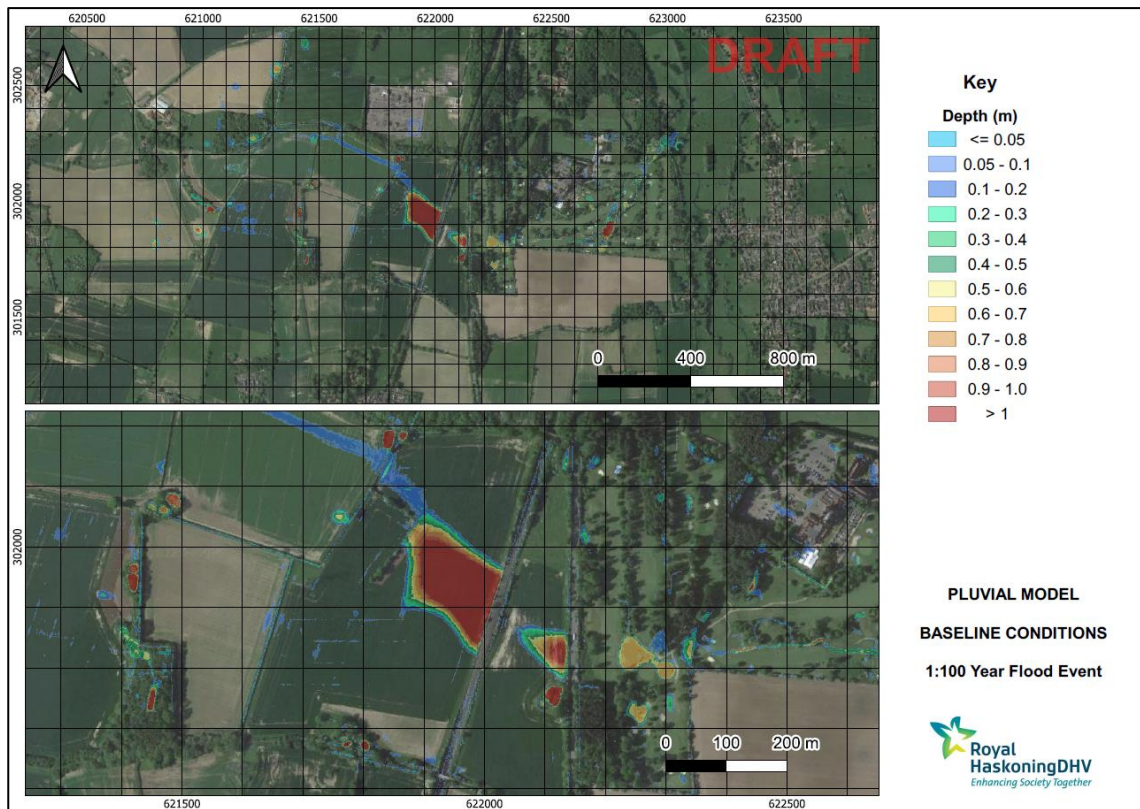 620500 621000 621500 622000 622500 623000 623500
DRAFT
302500
302000
301500
0 400 800 m
302000
0 100 200 m
621500 622000 622500
Key
Depth (m)
<= 0.05
0.05 - 0.1
0.1 - 0.2
0.2 - 0.3
0.3 - 0.4
0.4 - 0.5
0.5 - 0.6
0.6 - 0.7
0.7 - 0.8
0.8 - 0.9
0.9 - 1.0
> 1
PLUVIAL MODEL
BASELINE CONDITIONS
1:100 Year Flood Event
Royal
HaskoningDHV
Enhancing Society Together